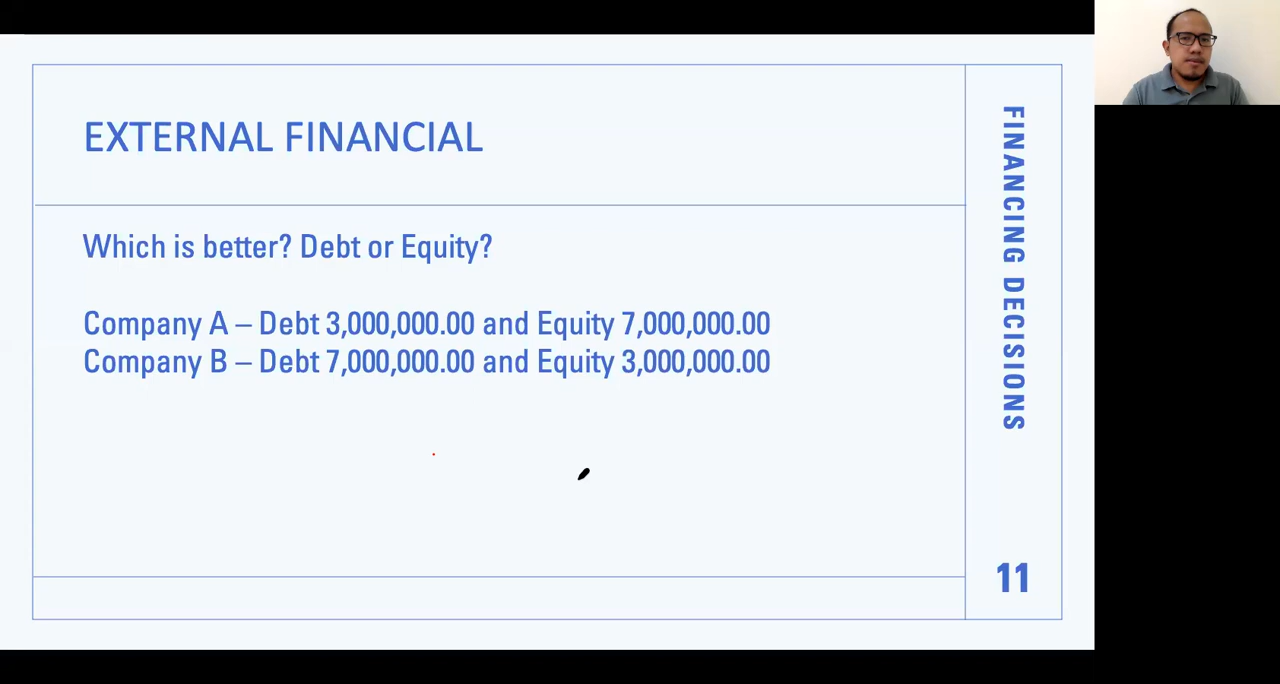 EXTERNAL FINANCIAL
Which is better? Debt or Equity?
Company A – Debt 3,000,000.00 and Equity 7,000,000.00
Company B – Debt 7,000,000.00 and Equity 3,000,000.00
FINANCING DECISIONS
11